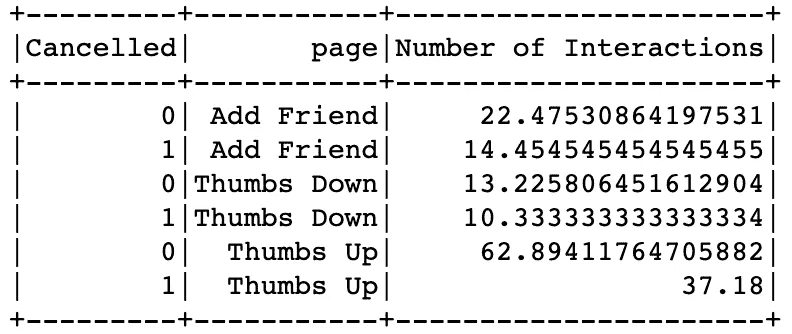 +---------+-----------+---------------------+
|Cancelled|       page|Number of Interactions|
+---------+-----------+---------------------+
|        0| Add Friend|    22.47530864197531|
|        1| Add Friend|   14.454545454545455|
|        0|Thumbs Down|   13.225806451612904|
|        1|Thumbs Down|   10.333333333333334|
|        0|  Thumbs Up|    62.89411764705882|
|        1|  Thumbs Up|                37.18|
+---------+-----------+---------------------+